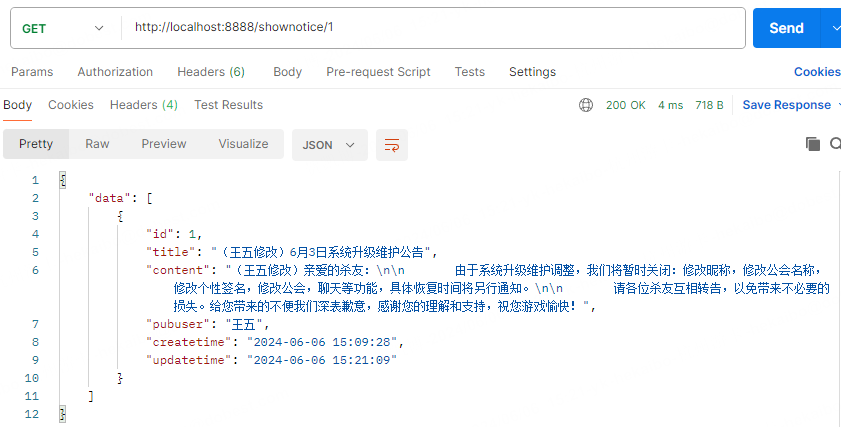 GET http://localhost:8888/shownotice/1 Send
Params Authorization Headers (6) Body Pre-request Script Tests Settings Cookies
Body Cookies Headers (4) Test Results 200 OK 4 ms 718 B Save Response
Pretty Raw Preview Visualize JSON
1 {
2 "data": [
3 {
4 "id": 1,
5 "title": "（王五修改）6月3日系统升级维护公告",
6 "content": "（王五修改）亲爱的杀友：\n\n 由于系统升级维护调整，我们将暂时关闭：修改昵称，修改公会名称，
修改个性签名，修改公会，聊天等功能，具体恢复时间将另行通知。\n\n 请各位杀友互相转告，以免带来不必要的
损失。给您带来的不便我们深表歉意，感谢您的理解和支持，祝您游戏愉快！",
7 "pubuser": "王五",
8 "createtime": "2024-06-06 15:09:28",
9 "updatetime": "2024-06-06 15:21:09"
10 }
11 ]
12 }